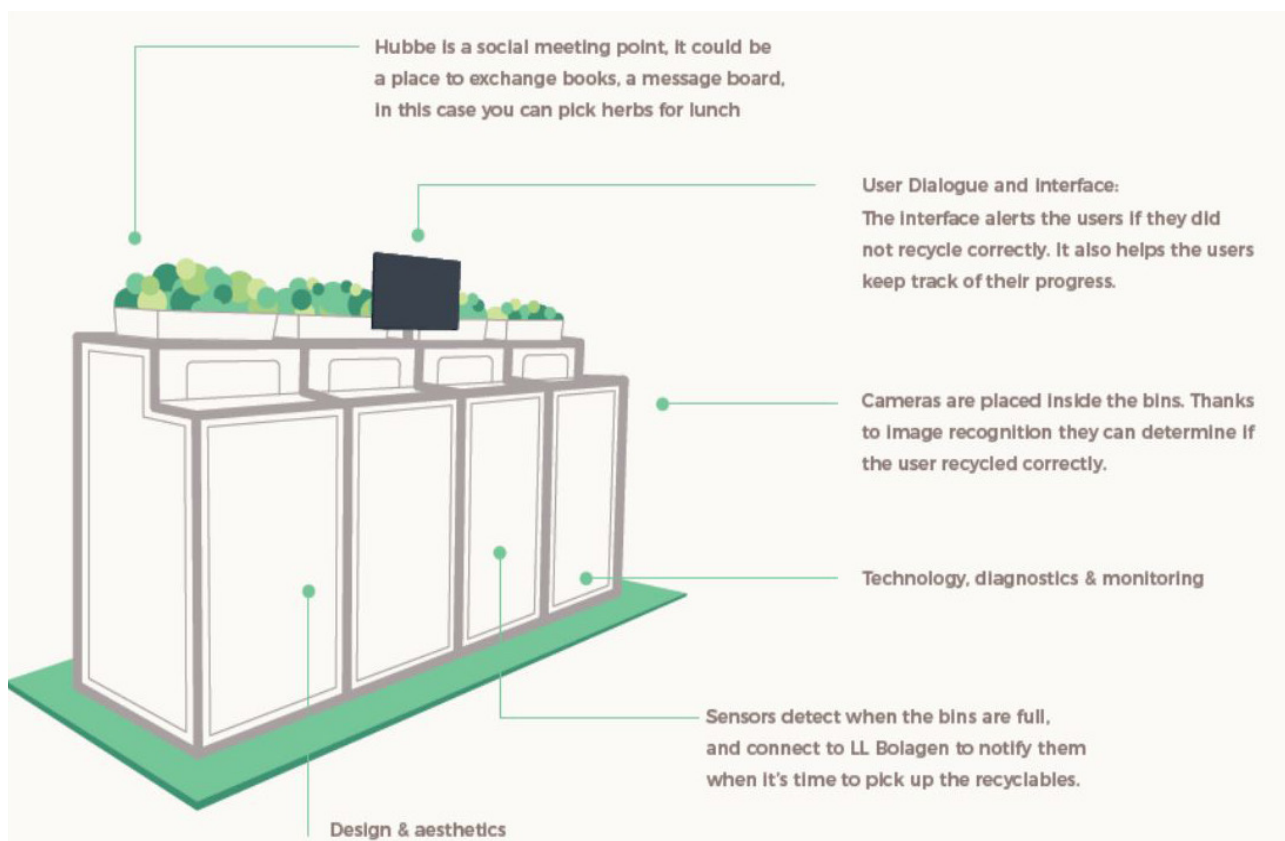 Hubbe is a social meeting point, it could be
a place to exchange books, a message board,
in this case you can pick herbs for lunch
User Dialogue and Interface:
The interface alerts the users if they did
not recycle correctly. It also helps the users
keep track of their progress.
Cameras are placed inside the bins. Thanks
to image recognition they can determine if
the user recycled correctly.
Technology, diagnostics & monitoring
Sensors detect when the bins are full,
and connect to LL Bolagen to notify them
when it's time to pick up the recyclables.
Design & aesthetics